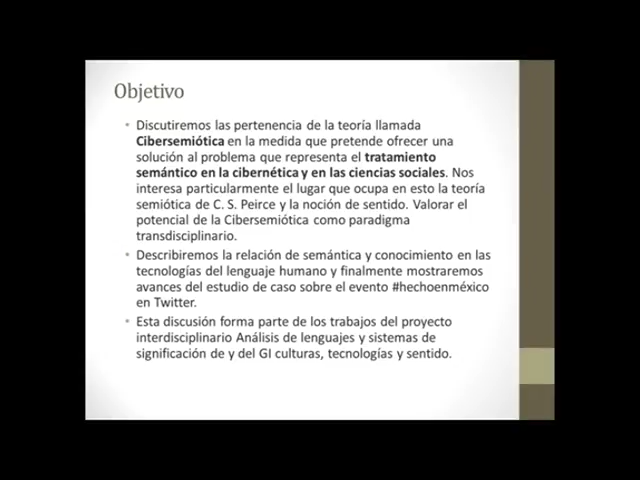 Objetivo
• Discutiremos las pertenencia de la teoría llamada
Cibersemiótica en la medida que pretende ofrecer una
solución al problema que representa el tratamiento
semántico en la cibernética y en las ciencias sociales. Nos
interesa particularmente el lugar que ocupa en esto la teoría
semiótica de C. S. Peirce y la noción de sentido. Valorar el
potencial de la Cibersemiótica como paradigma
transdisciplinario.
• Describiremos la relación de semántica y conocimiento en las
tecnologías del lenguaje humano y finalmente mostraremos
avances del estudio de caso sobre el evento #hechoenméxico
en Twitter.
• Esta discusión forma parte de los trabajos del proyecto
interdisciplinario Análisis de lenguajes y sistemas de
significación de y del GI culturas, tecnologías y sentido.